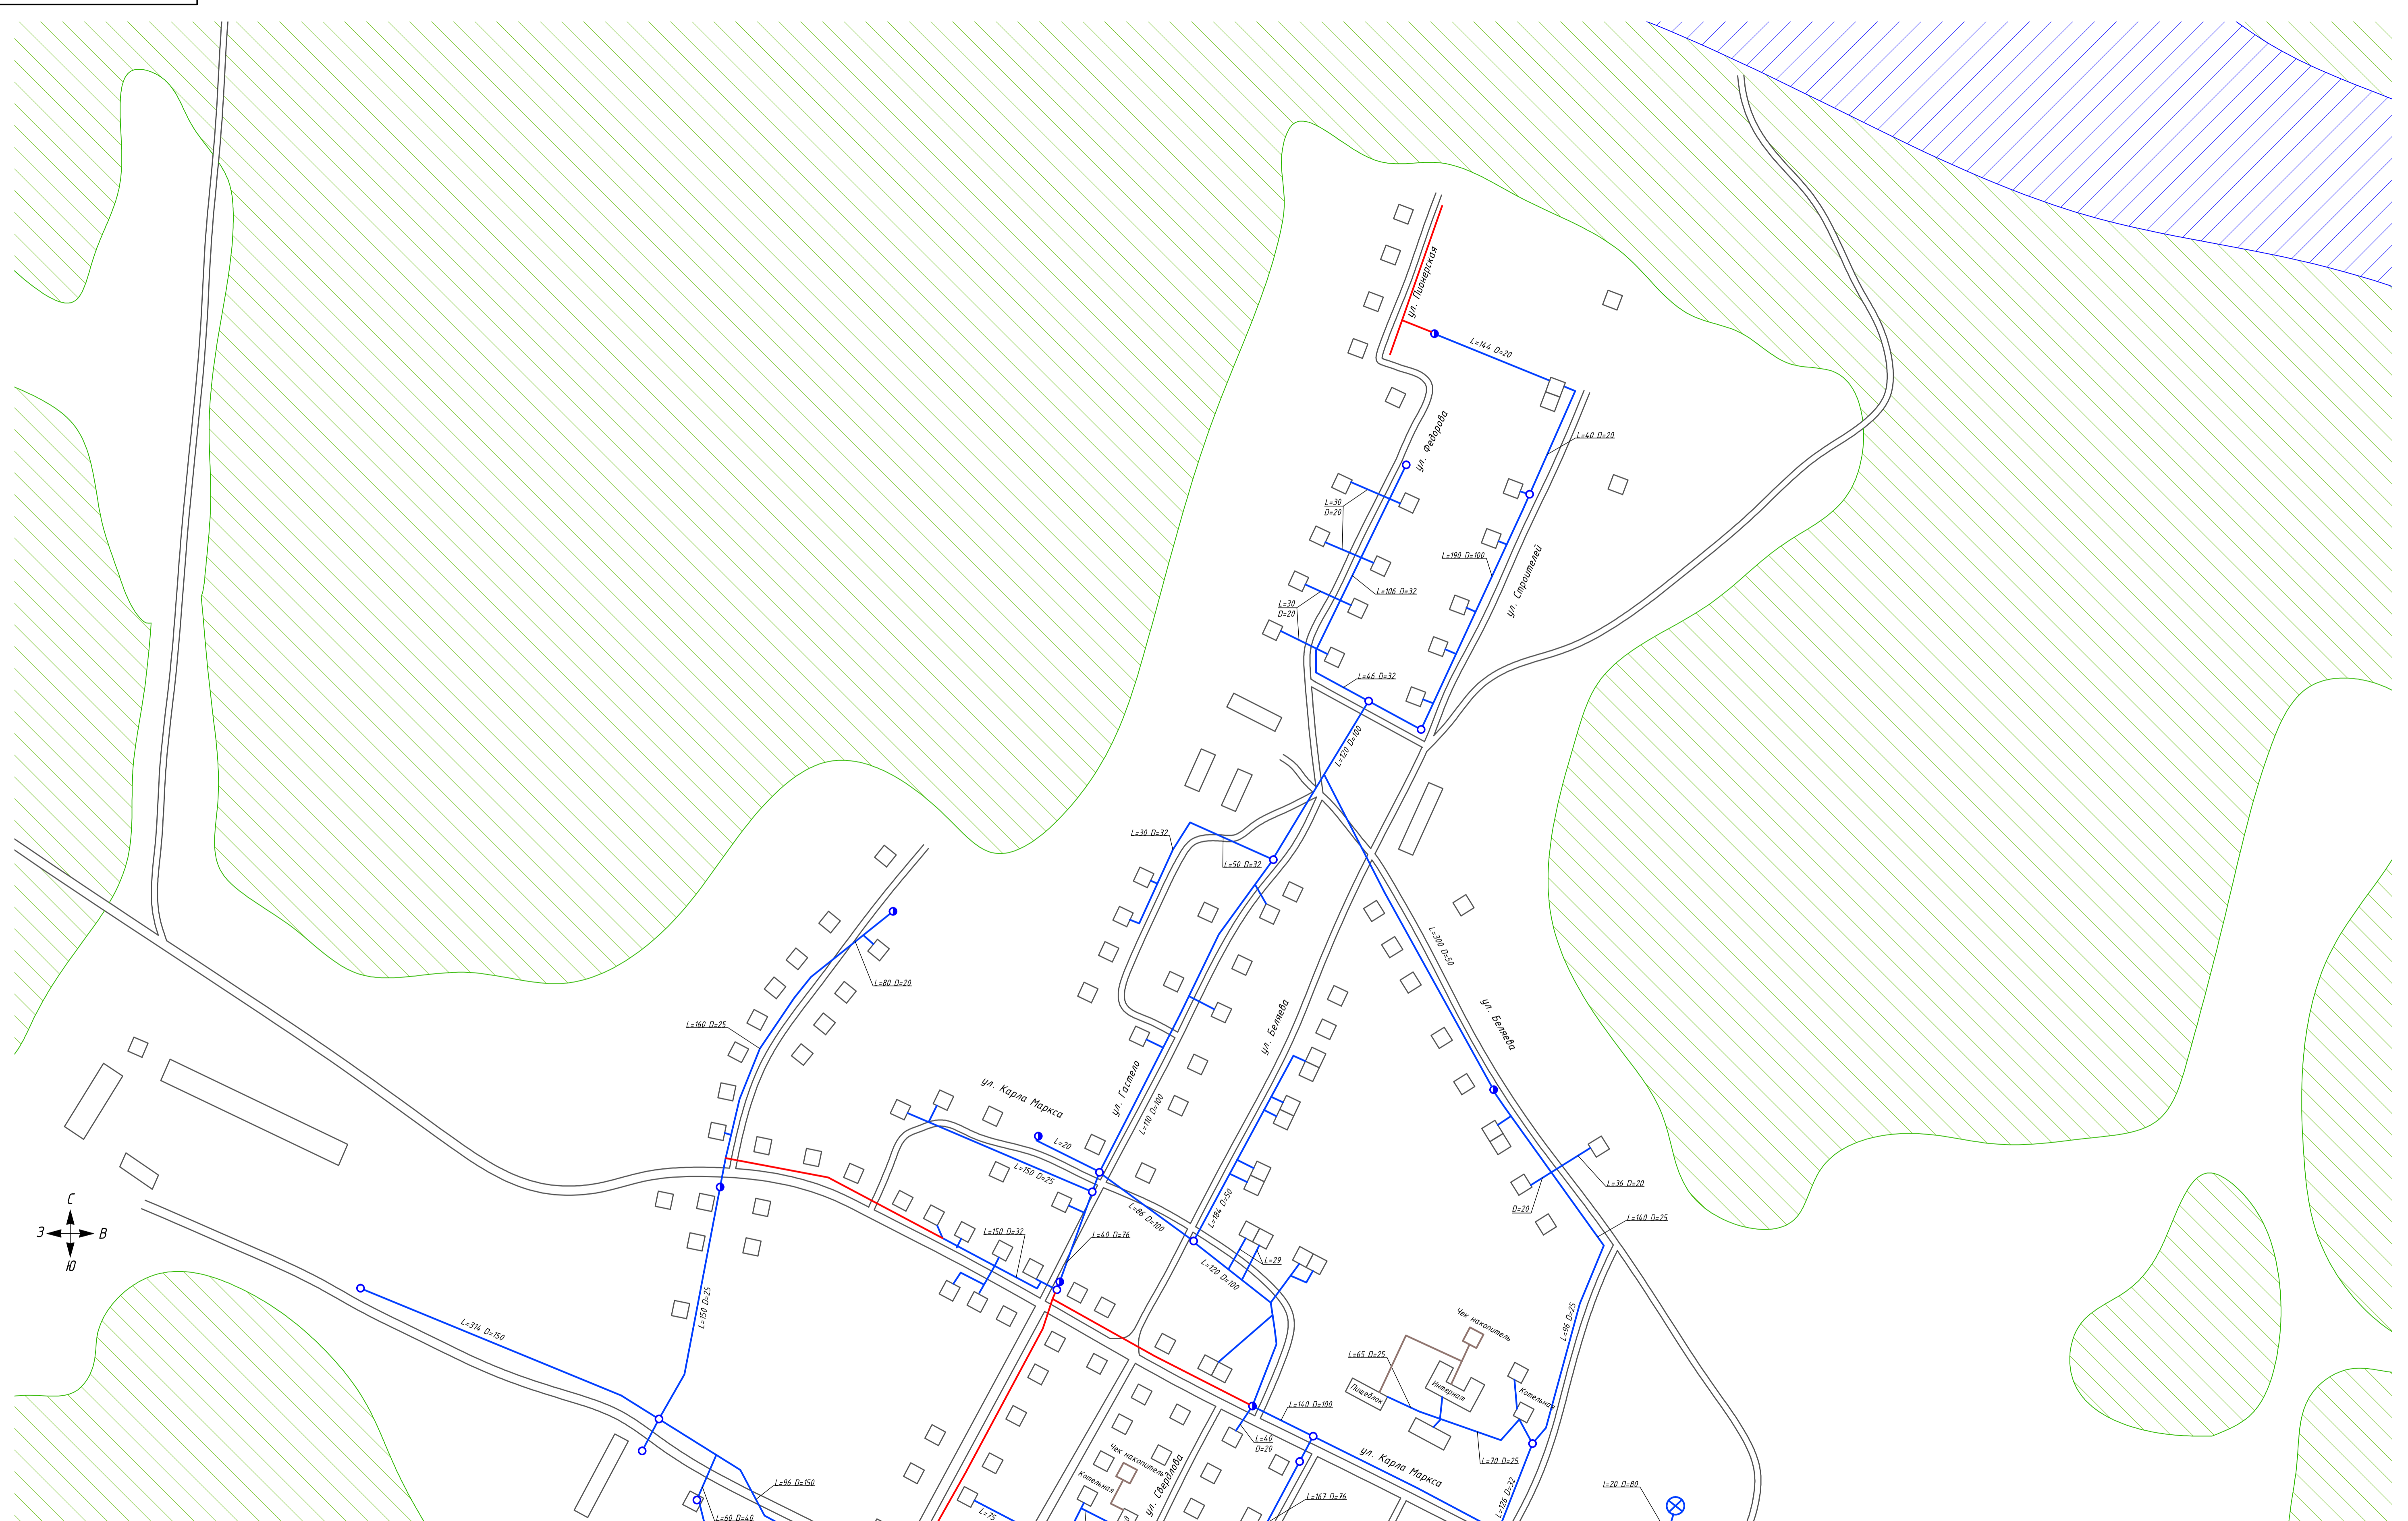 ул. Пионерская
L=144 D=20
ул. Федорова
L=40 D=20
L=30
D=20
L=190 D=100
ул. Строителей
L=106 D=32
L=30
D=20
L=46 D=32
L=120 D=100
L=30 D=32
L=50 D=32
L=300 D=50
L=80 D=20
L=160 D=25
ул. Беляева
ул. Беляева
ул. Гастелло
ул. Карла Маркса
L=110 D=100
L=20
L=150 D=25
L=36 D=20
D=20
L=140 D=25
С
З
В
Ю
L=86 D=100
L=184 D=50
L=150 D=32
L=40 D=76
L=29
L=120 D=100
L=150 D=25
L=314 D=150
Чек накопитель
L=96 D=25
L=65 D=25
Пищеблок
Интернат
Котельная
L=140 D=100
L=40
D=20
ул. Карла Маркса
L=70 D=25
Чек накопитель
Котельная
ул. Свердлова
L=96 D=150
L=60 D=40
L=75
L=167 D=76
L=126 D=32
L=20 D=80